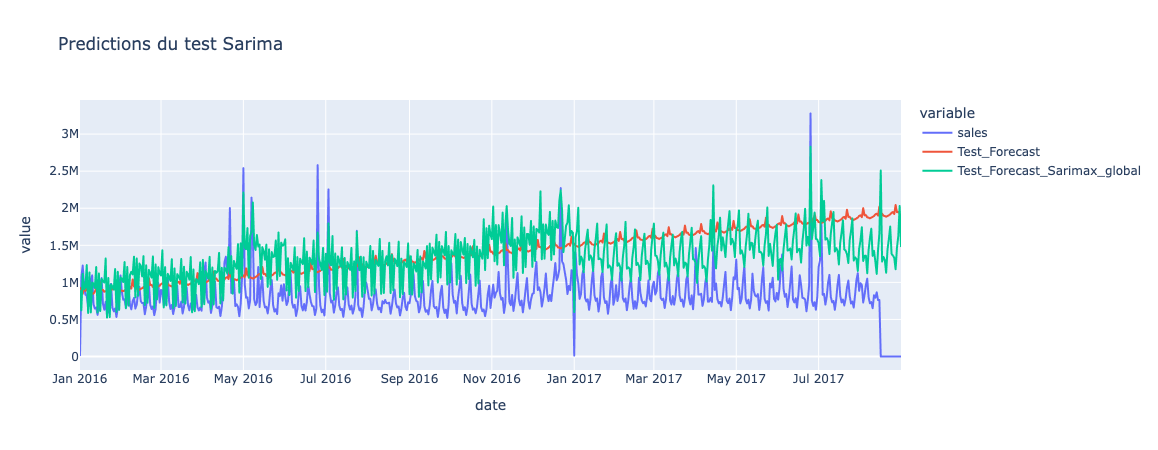 Predictions du test Sarima
variable
sales
Test_Forecast
Test_Forecast_Sarimax_global
value
3M
2.5M
2M
1.5M
1M
0.5M
0
Jan 2016 Mar 2016 May 2016 Jul 2016 Sep 2016 Nov 2016 Jan 2017 Mar 2017 May 2017 Jul 2017
date